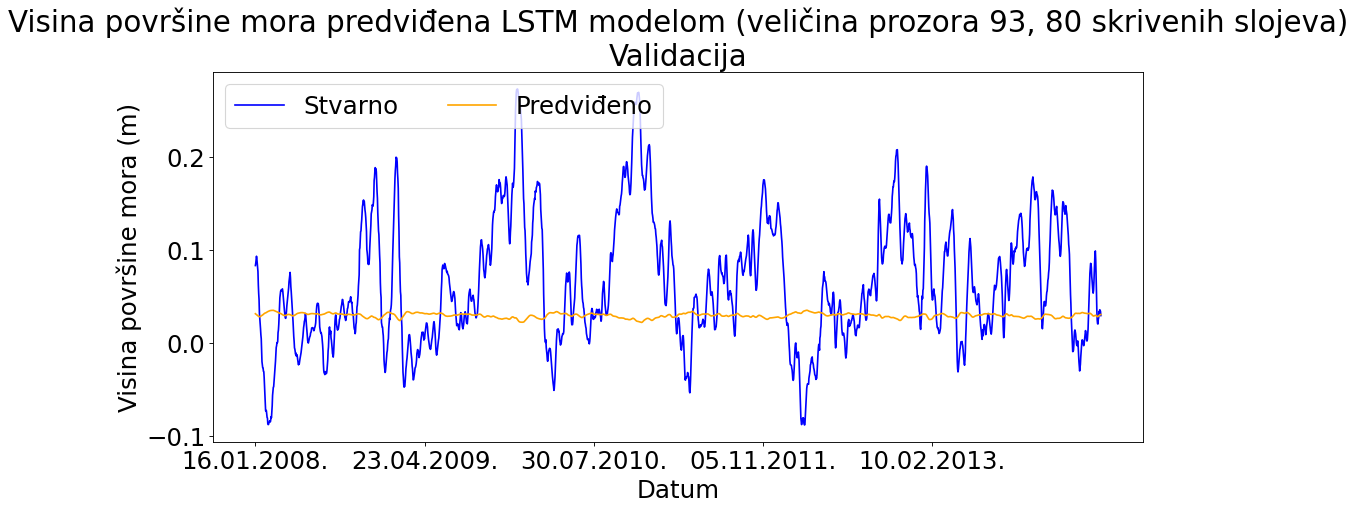 Visina površine mora predviđena LSTM modelom (veličina prozora 93, 80 skrivenih slojeva)
Validacija
Stvarno Predviđeno
Visina površine mora (m)
0.2
0.1
0.0
−0.1
16.01.2008. 23.04.2009. 30.07.2010. 05.11.2011. 10.02.2013.
Datum